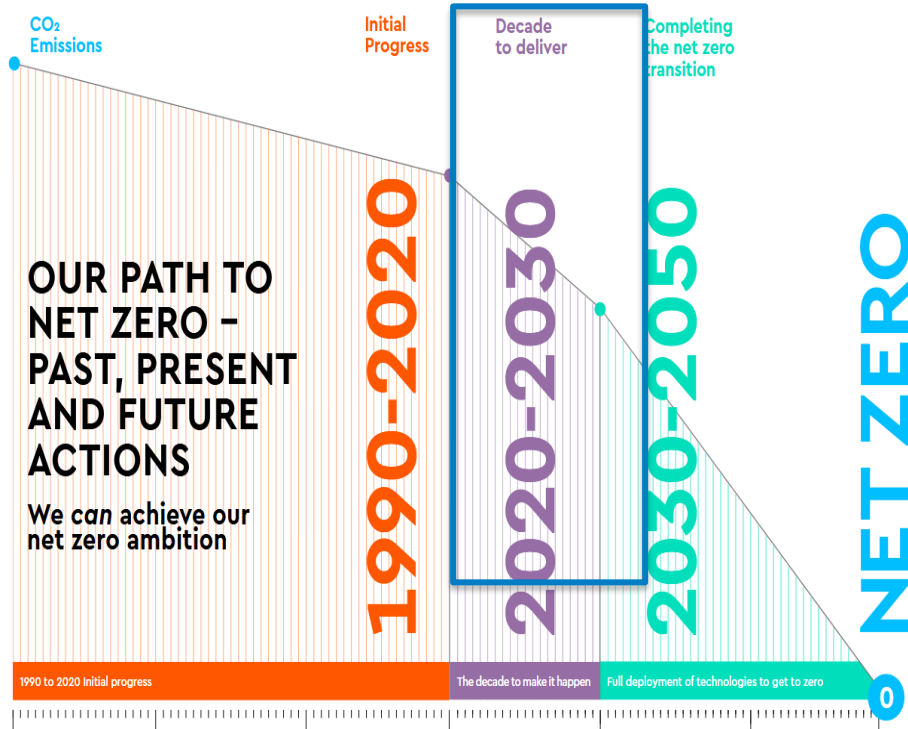 CO₂
Emissions
Initial
Progress
Decade
to deliver
Completing
the net zero
transition
OUR PATH TO
NET ZERO –
PAST, PRESENT
AND FUTURE
ACTIONS
We can achieve our
net zero ambition
1990-2020
2020-2030
2030-2050
NET ZERO
1990 to 2020 Initial progress
The decade to make it happen
Full deployment of technologies to get to zero
0